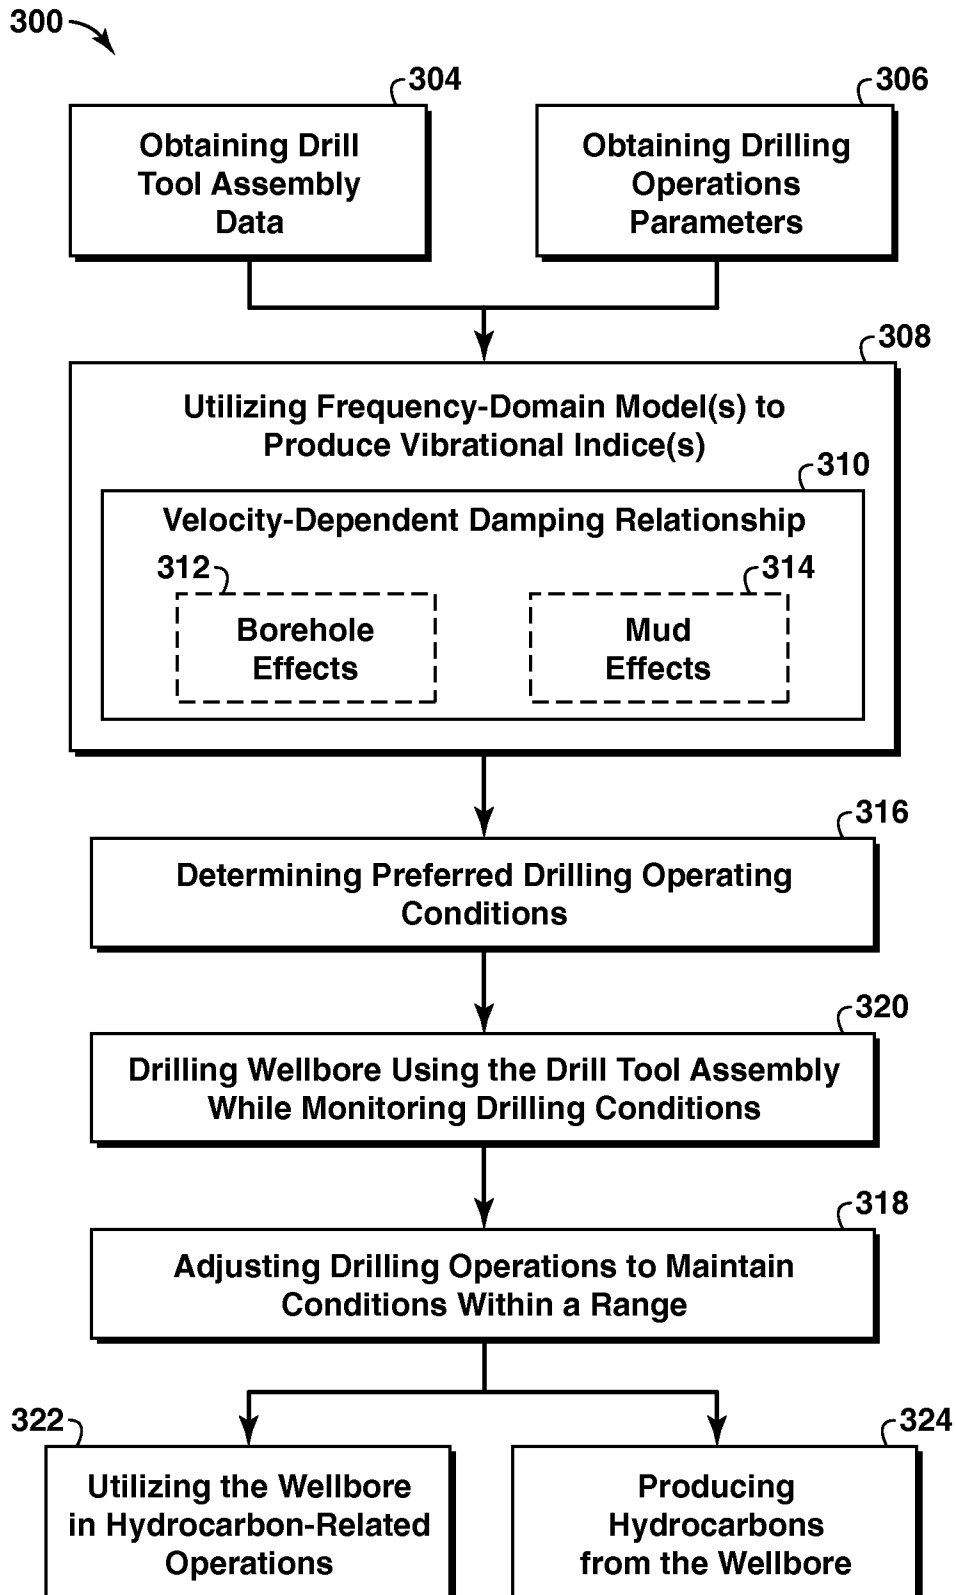 300
304
306
Obtaining Drill
Tool Assembly
Data
Obtaining Drilling
Operations
Parameters
308
Utilizing Frequency-Domain Model(s) to
Produce Vibrational Indice(s)
310
Velocity-Dependent Damping Relationship
312
314
Borehole
Effects
Mud
Effects
316
Determining Preferred Drilling Operating
Conditions
320
Drilling Wellbore Using the Drill Tool Assembly
While Monitoring Drilling Conditions
318
Adjusting Drilling Operations to Maintain
Conditions Within a Range
322
324
Utilizing the Wellbore
in Hydrocarbon-Related
Operations
Producing
Hydrocarbons
from the Wellbore